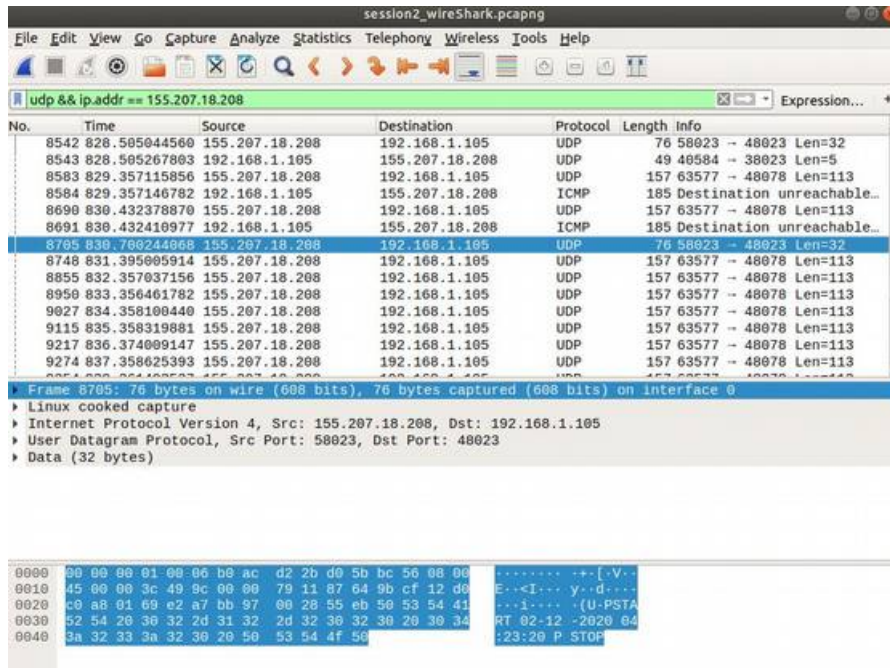 session2_wireShark.pcapng
File Edit View Go Capture Analyze Statistics Telephony Wireless Tools Help
udp && ip.addr == 155.207.18.208 Expression... +
No. Time Source Destination Protocol Length Info
8542 828.505044560 155.207.18.208 192.168.1.105 UDP 76 58023 → 48023 Len=32
8543 828.505267803 192.168.1.105 155.207.18.208 UDP 49 40584 → 38023 Len=5
8583 829.357115856 155.207.18.208 192.168.1.105 UDP 157 63577 → 48078 Len=113
8584 829.357146782 192.168.1.105 155.207.18.208 ICMP 185 Destination unreachable…
8690 830.432378870 155.207.18.208 192.168.1.105 UDP 157 63577 → 48078 Len=113
8691 830.432410977 192.168.1.105 155.207.18.208 ICMP 185 Destination unreachable…
8705 830.700244068 155.207.18.208 192.168.1.105 UDP 76 58023 → 48023 Len=32
8748 831.395005914 155.207.18.208 192.168.1.105 UDP 157 63577 → 48078 Len=113
8855 832.357037156 155.207.18.208 192.168.1.105 UDP 157 63577 → 48078 Len=113
8950 833.356461782 155.207.18.208 192.168.1.105 UDP 157 63577 → 48078 Len=113
9027 834.358100440 155.207.18.208 192.168.1.105 UDP 157 63577 → 48078 Len=113
9115 835.358319881 155.207.18.208 192.168.1.105 UDP 157 63577 → 48078 Len=113
9217 836.374009147 155.207.18.208 192.168.1.105 UDP 157 63577 → 48078 Len=113
9274 837.358625393 155.207.18.208 192.168.1.105 UDP 157 63577 → 48078 Len=113
Frame 8705: 76 bytes on wire (608 bits), 76 bytes captured (608 bits) on interface 0
Linux cooked capture
Internet Protocol Version 4, Src: 155.207.18.208, Dst: 192.168.1.105
User Datagram Protocol, Src Port: 58023, Dst Port: 48023
Data (32 bytes)
0000 00 00 00 01 00 06 b0 ac d2 2b d0 5b bc 56 08 00 ········ ·+·[·V··
0010 45 00 00 3c 49 9c 00 00 79 11 87 64 9b cf 12 d0 E··<I··· y··d····
0020 c0 a8 01 69 e2 a7 bb 97 00 28 55 eb 50 53 54 41 ···i···· ·(U·PSTA
0030 52 54 20 30 32 2d 31 32 2d 32 30 32 30 20 30 34 RT 02-12 -2020 04
0040 3a 32 33 3a 32 30 20 50 53 54 4f 50 :23:20 P STOP